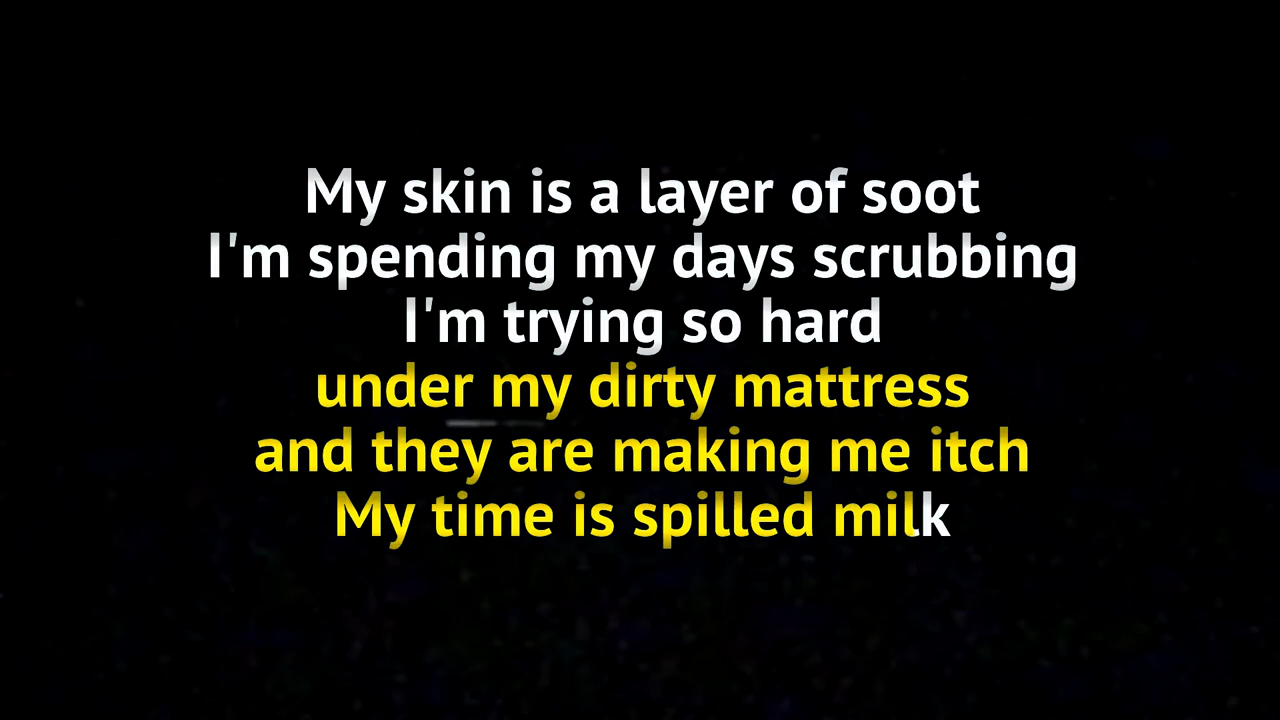 My skin is a layer of soot
I'm spending my days scrubbing
I'm trying so hard
under my dirty mattress
and they are making me itch
My time is spilled milk